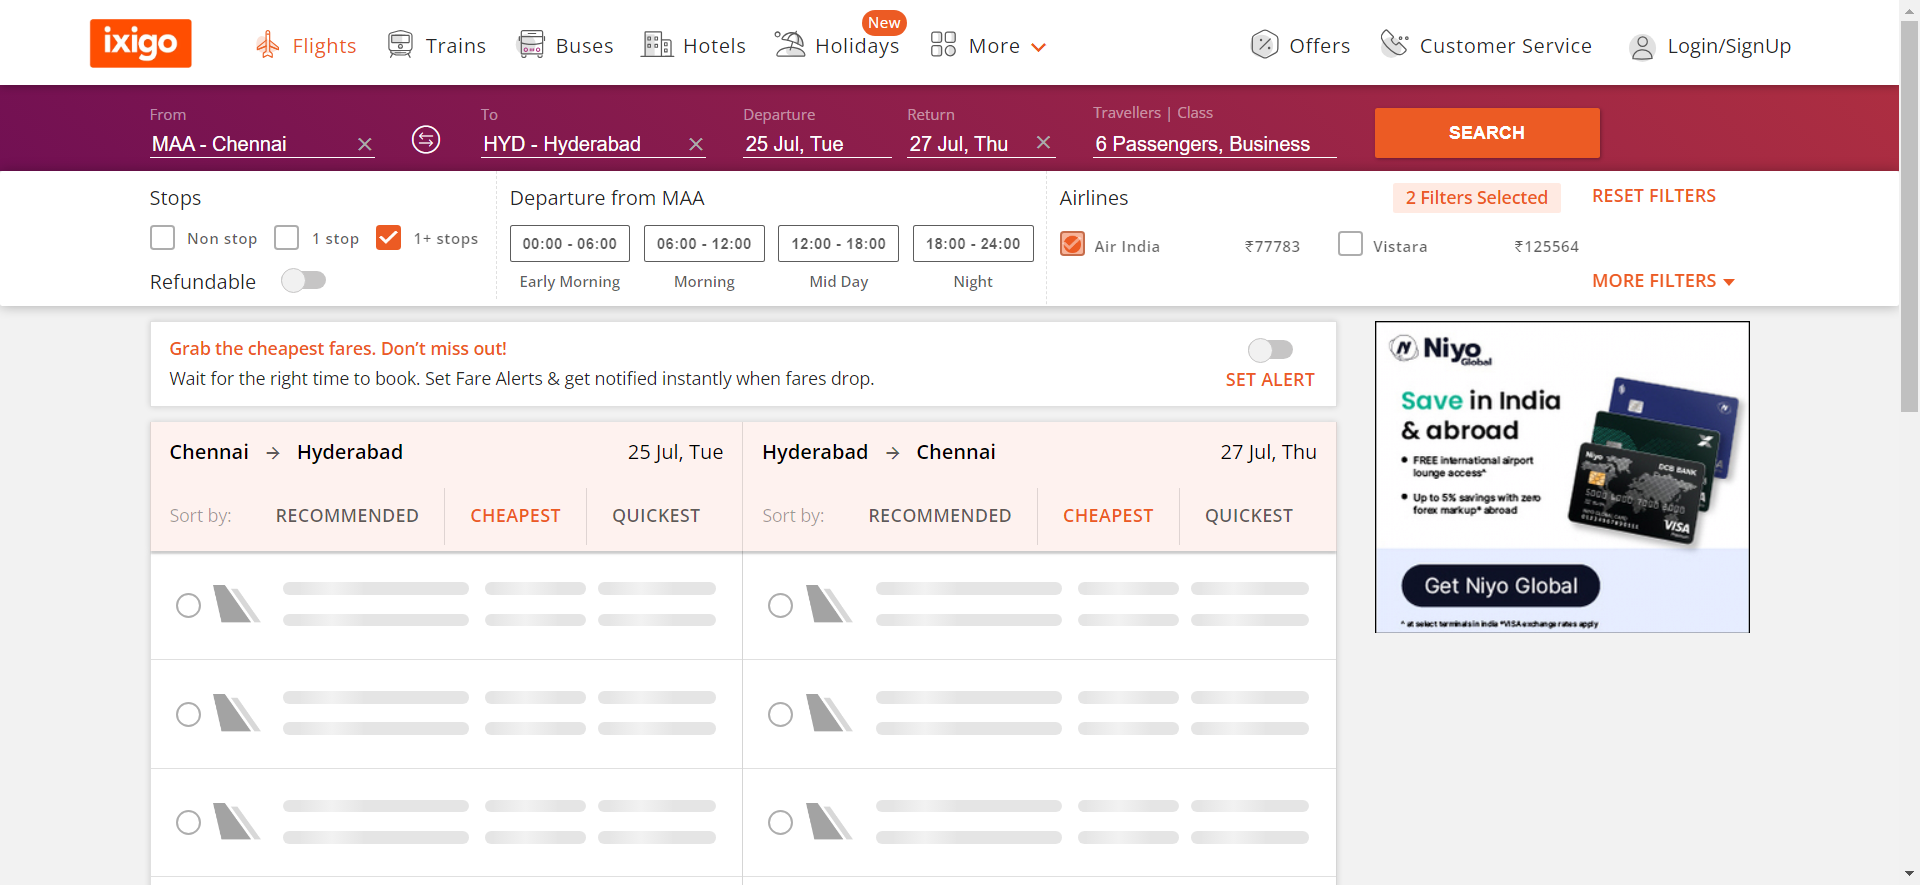 ixigo
Flights
Trains
Buses
Hotels
Holidays
New
More
Offers
Customer Service
Login/SignUp
From
MAA - Chennai
To
HYD - Hyderabad
Departure
25 Jul, Tue
Return
27 Jul, Thu
Travellers | Class
6 Passengers, Business
SEARCH
Stops
Non stop
1 stop
1+ stops
Refundable
Departure from MAA
00:00 - 06:00
Early Morning
06:00 - 12:00
Morning
12:00 - 18:00
Mid Day
18:00 - 24:00
Night
Airlines
2 Filters Selected
RESET FILTERS
Air India
₹77783
Vistara
₹125564
MORE FILTERS
Grab the cheapest fares. Don’t miss out!
Wait for the right time to book. Set Fare Alerts & get notified instantly when fares drop.
SET ALERT
Chennai → Hyderabad
25 Jul, Tue
Sort by:
RECOMMENDED
CHEAPEST
QUICKEST
Hyderabad → Chennai
27 Jul, Thu
Sort by:
RECOMMENDED
CHEAPEST
QUICKEST
Niyo
Global
Save in India
& abroad
• FREE international airport
lounge access^
• Up to 5% savings with zero
forex markup* abroad
Niyo
DCB BANK
VISA
Get Niyo Global
^ at select terminals in India *VISA exchange rates apply